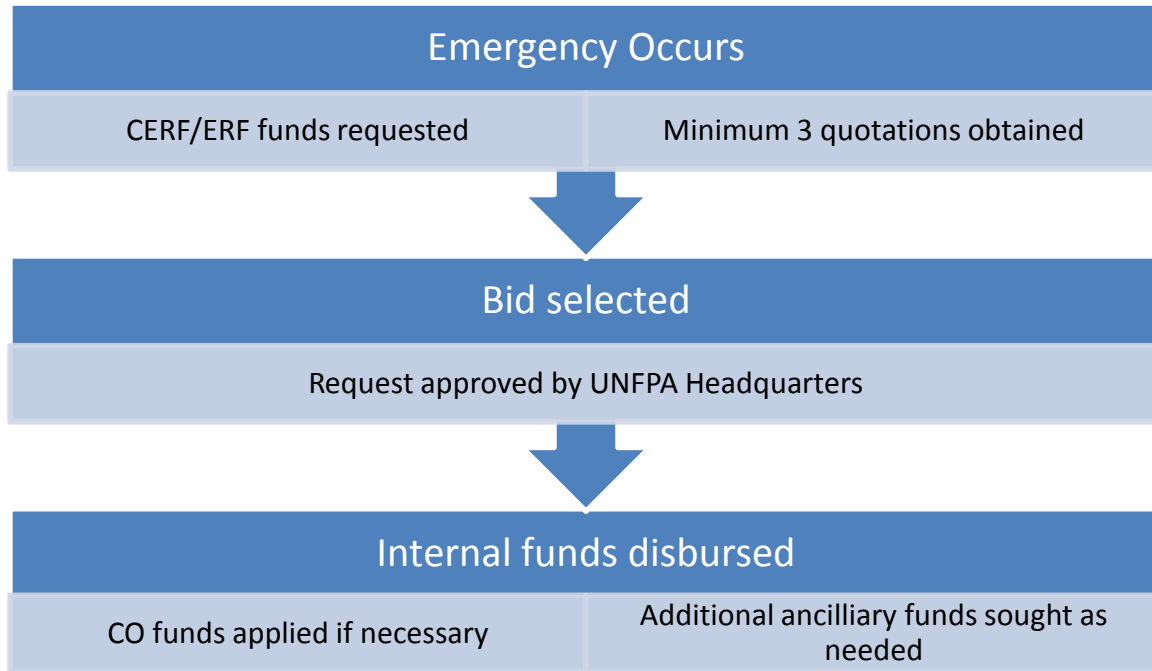 Emergency Occurs
CERF/ERF funds requested
Minimum 3 quotations obtained
Bid selected
Request approved by UNFPA Headquarters
Internal funds disbursed
CO funds applied if necessary
Additional ancilliary funds sought as
needed